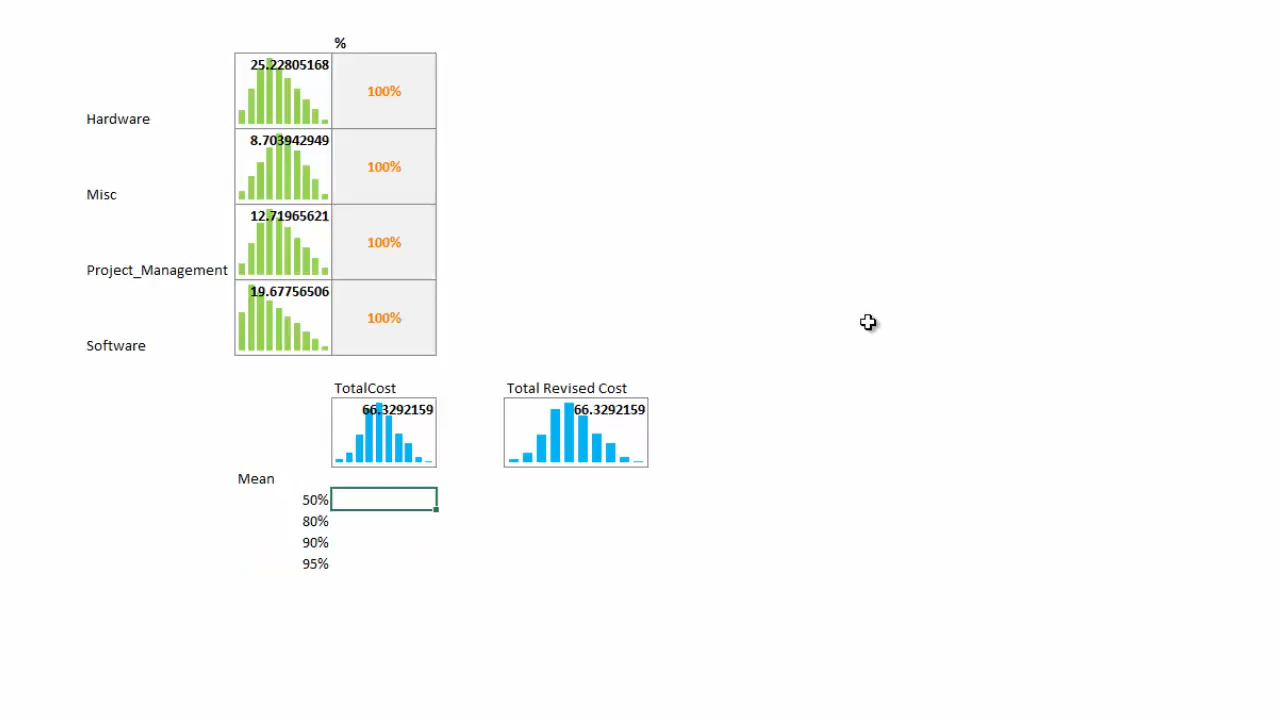 %
25.22805168
100%
Hardware
8.703942949
100%
Misc
12.71965621
100%
Project_Management
19.67756506
100%
Software
TotalCost
Total Revised Cost
66.3292159
66.3292159
Mean
50%
80%
90%
95%